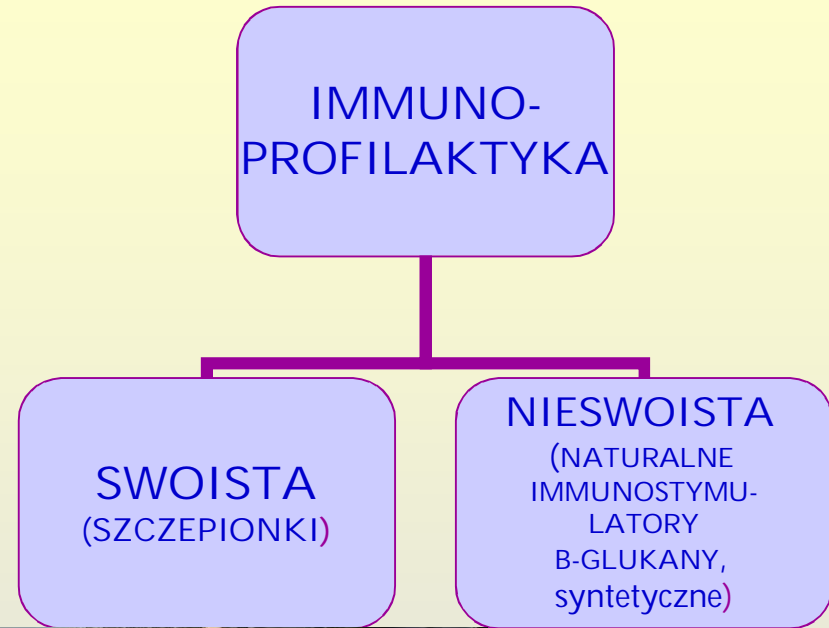 IMMUNO-
PROFILAKTYKA
SWOISTA
(SZCZEPIONKI)
NIESWOISTA
(NATURALNE
IMMUNOSTYMU-
LATORY
B-GLUKANY,
syntetyczne)